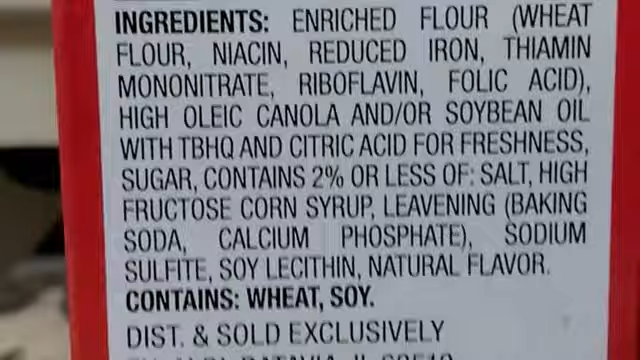 INGREDIENTS: ENRICHED FLOUR (WHEAT
FLOUR, NIACIN, REDUCED IRON, THIAMIN
MONONITRATE, RIBOFLAVIN, FOLIC ACID),
HIGH OLEIC CANOLA AND/OR SOYBEAN OIL
WITH TBHQ AND CITRIC ACID FOR FRESHNESS,
SUGAR, CONTAINS 2% OR LESS OF: SALT, HIGH
FRUCTOSE CORN SYRUP, LEAVENING (BAKING
SODA, CALCIUM PHOSPHATE), SODIUM
SULFITE, SOY LECITHIN, NATURAL FLAVOR.
CONTAINS: WHEAT, SOY.
DIST. & SOLD EXCLUSIVELY